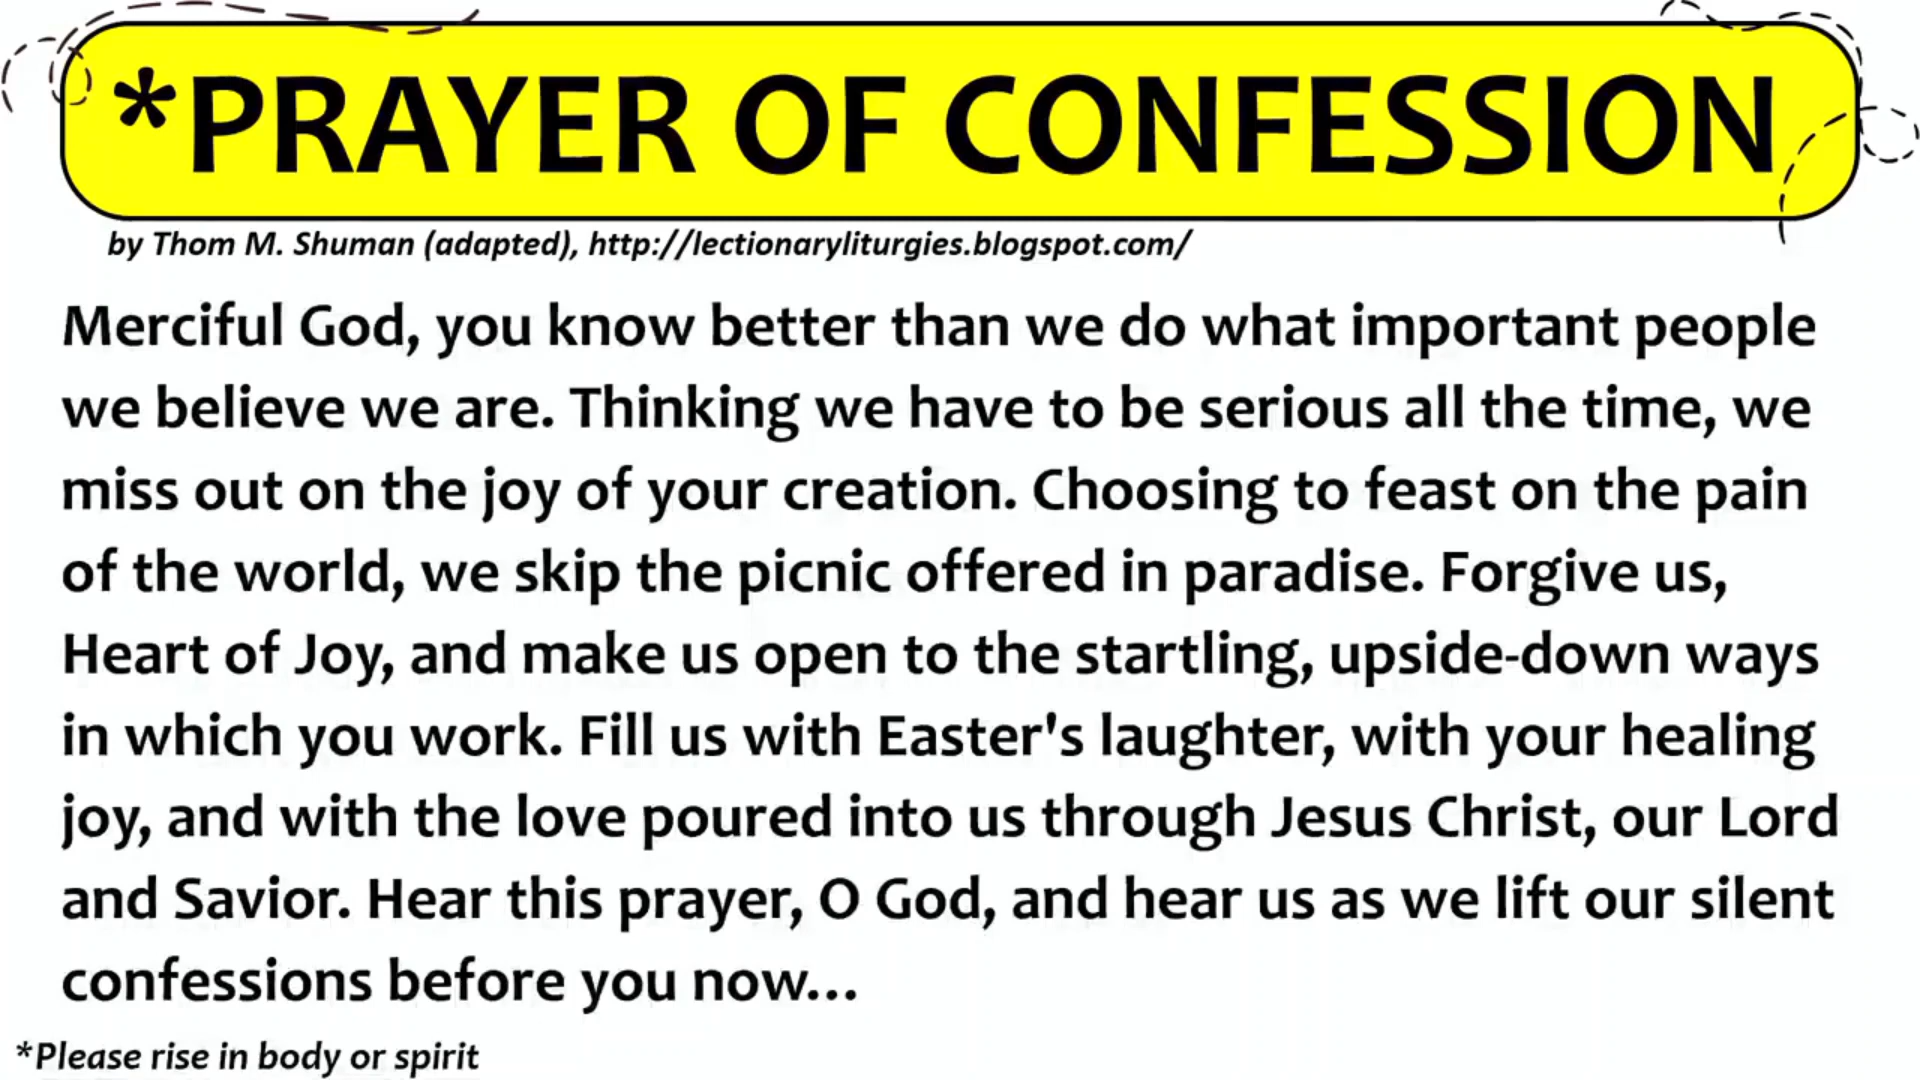 *PRAYER OF CONFESSION
by Thom M. Shuman (adapted), http://lectionaryliturgies.blogspot.com/
Merciful God, you know better than we do what important people
we believe we are. Thinking we have to be serious all the time, we
miss out on the joy of your creation. Choosing to feast on the pain
of the world, we skip the picnic offered in paradise. Forgive us,
Heart of Joy, and make us open to the startling, upside-down ways
in which you work. Fill us with Easter's laughter, with your healing
joy, and with the love poured into us through Jesus Christ, our Lord
and Savior. Hear this prayer, O God, and hear us as we lift our silent
confessions before you now...
*Please rise in body or spirit